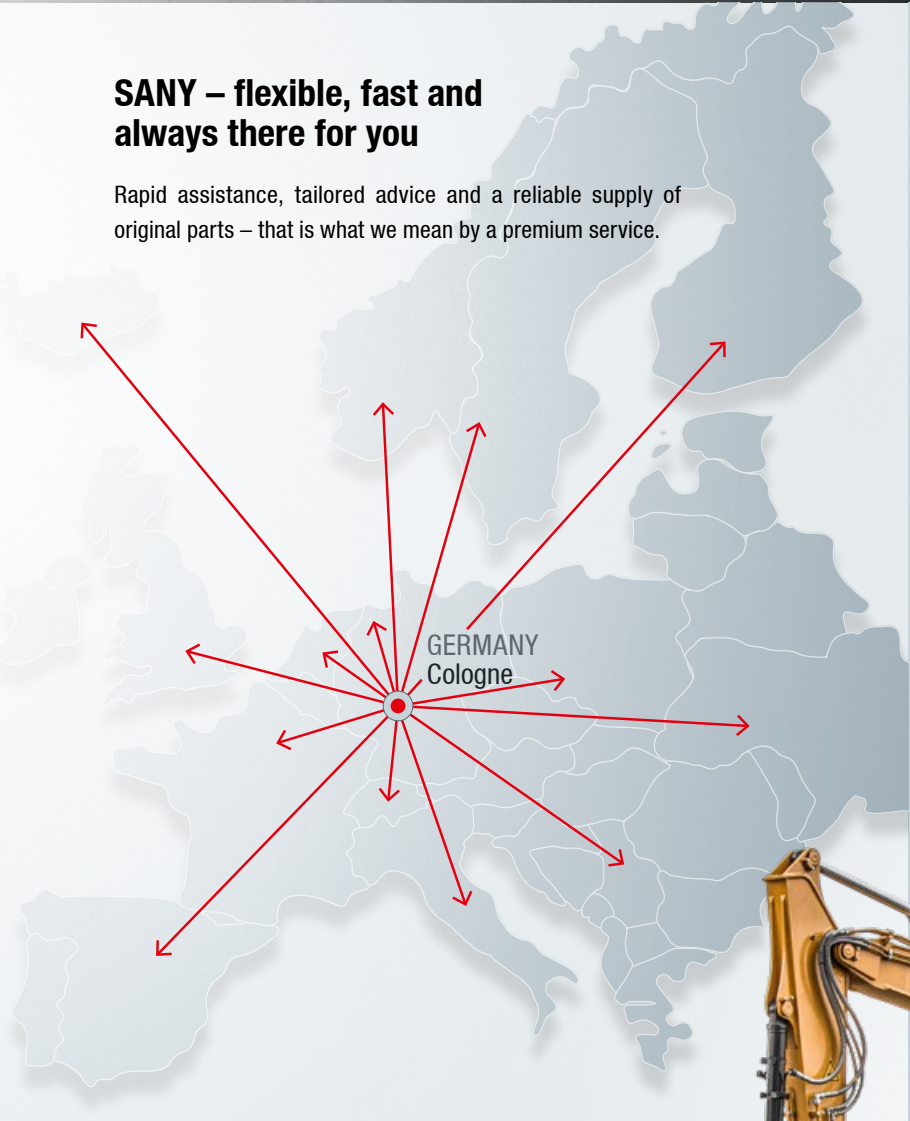 SANY – flexible, fast and
always there for you
Rapid assistance, tailored advice and a reliable supply of
original parts – that is what we mean by a premium service.
GERMANY
Cologne